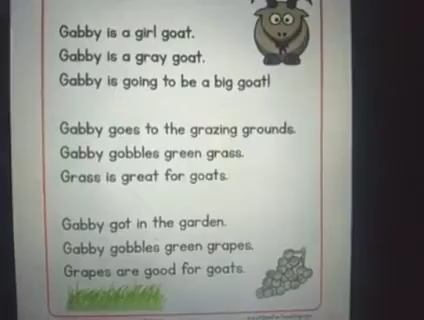 Gabby is a girl goat.
Gabby is a gray goat.
Gabby is going to be a big goat!
Gabby goes to the grazing grounds.
Gabby gobbles green grass.
Grass is great for goats.
Gabby got in the garden.
Gabby gobbles green grapes.
Grapes are good for goats.